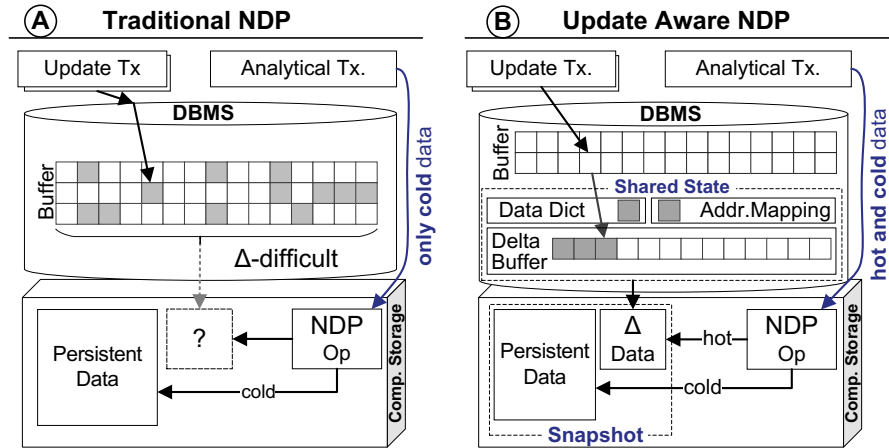 A Traditional NDP
Update Tx
Analytical Tx.
DBMS
Buffer
only cold data
Δ-difficult
Persistent
Data
?
NDP
Op
cold
Comp. Storage
B Update Aware NDP
Update Tx.
Analytical Tx.
DBMS
Buffer
hot and cold data
Shared State
Data Dict
Addr.Mapping
Delta
Buffer
Persistent
Data
Δ
Data
hot
NDP
Op
cold
Snapshot
Comp. Storage